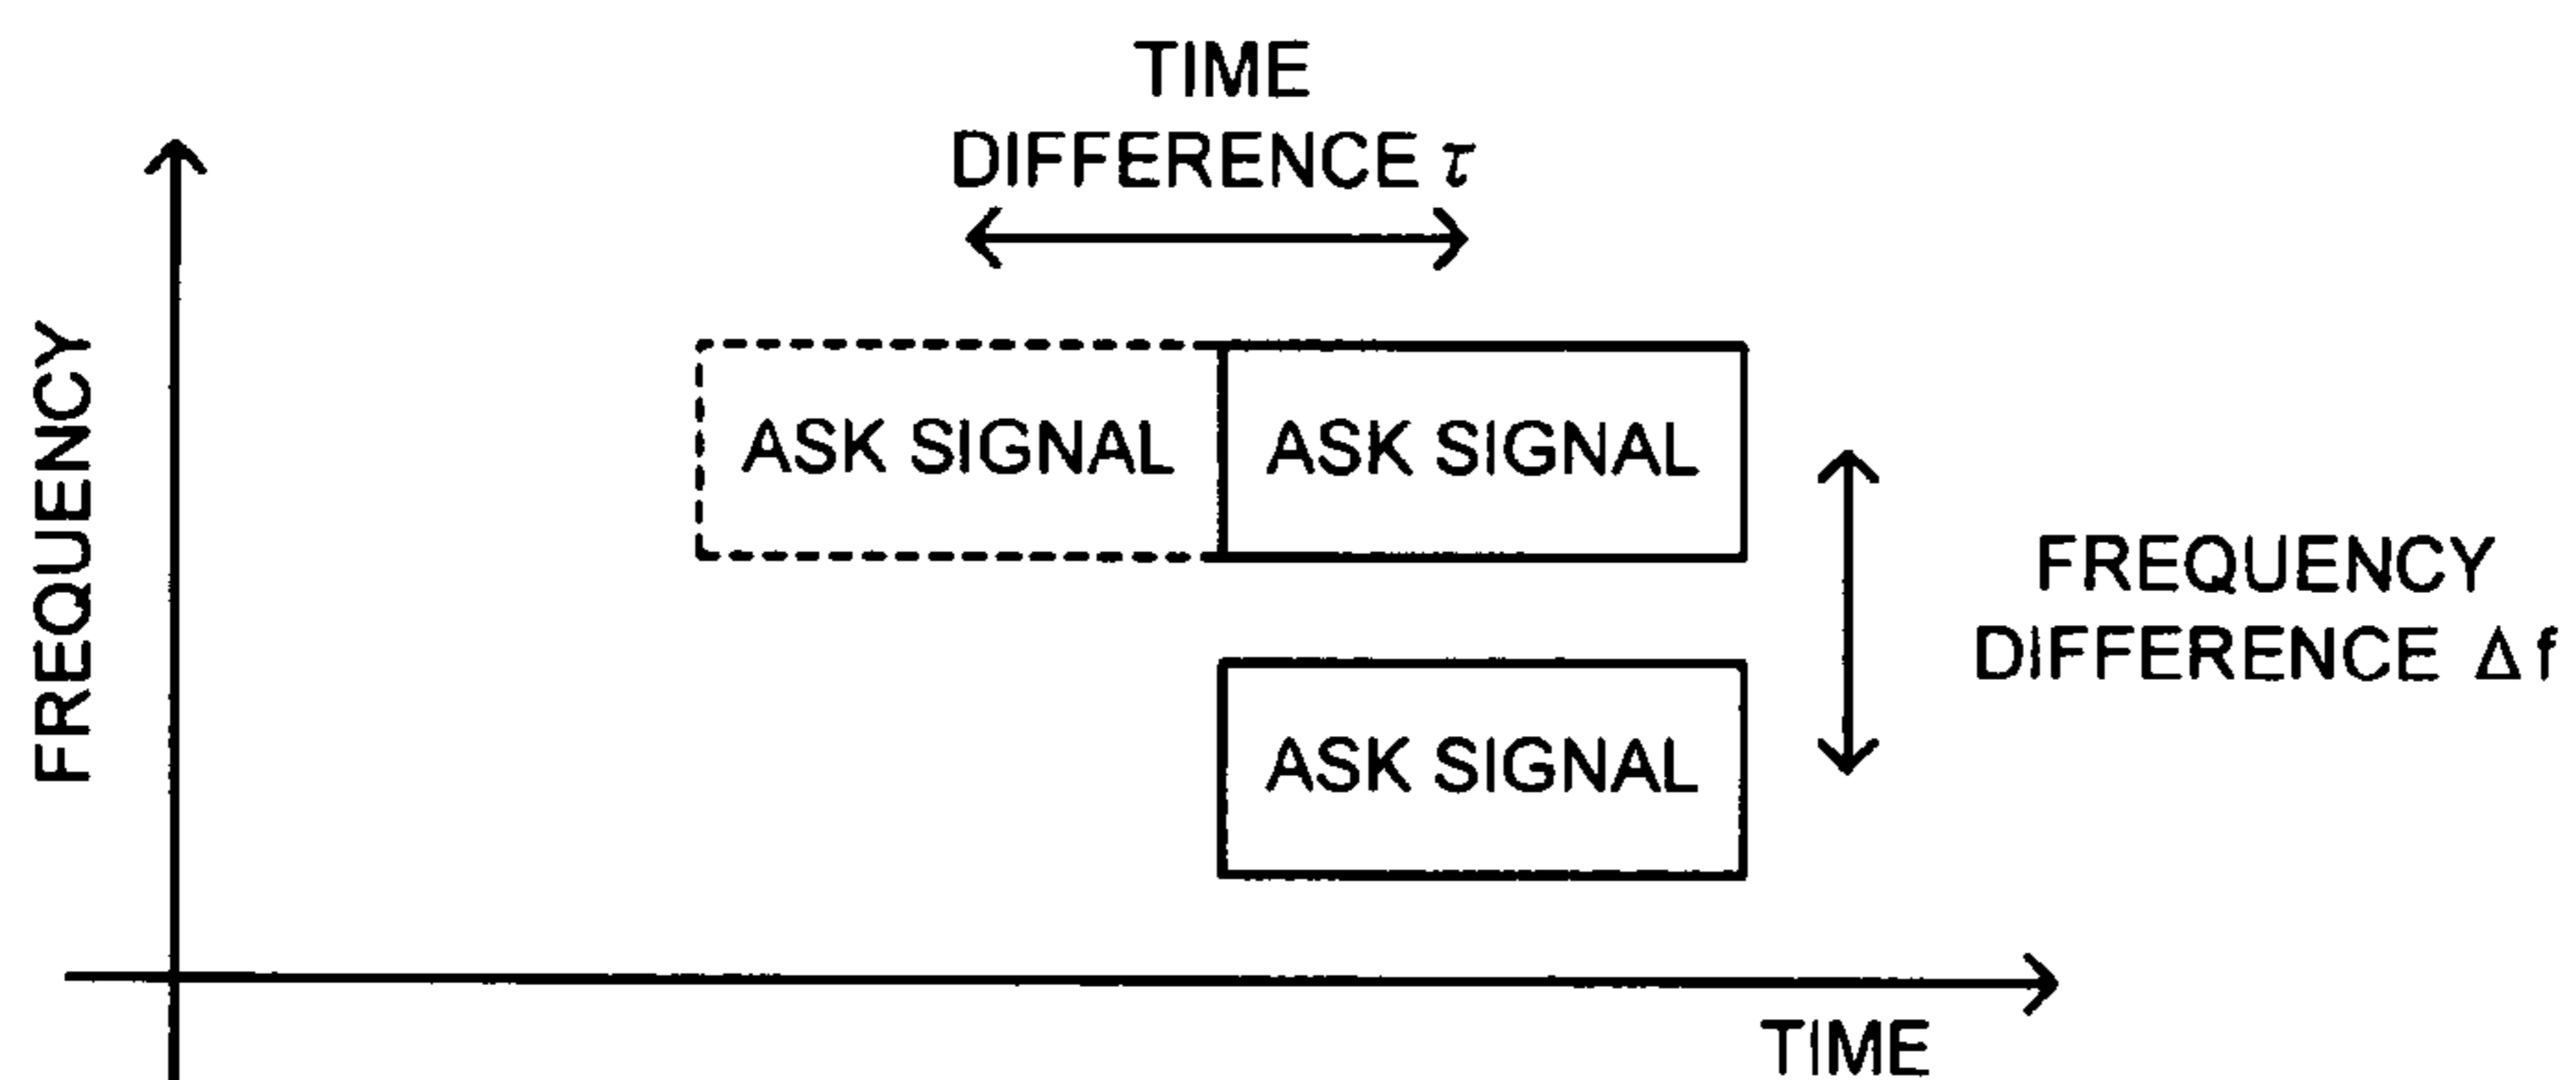 TIME
DIFFERENCE τ
FREQUENCY
ASK SIGNAL
ASK SIGNAL
FREQUENCY
DIFFERENCE Δf
ASK SIGNAL
TIME